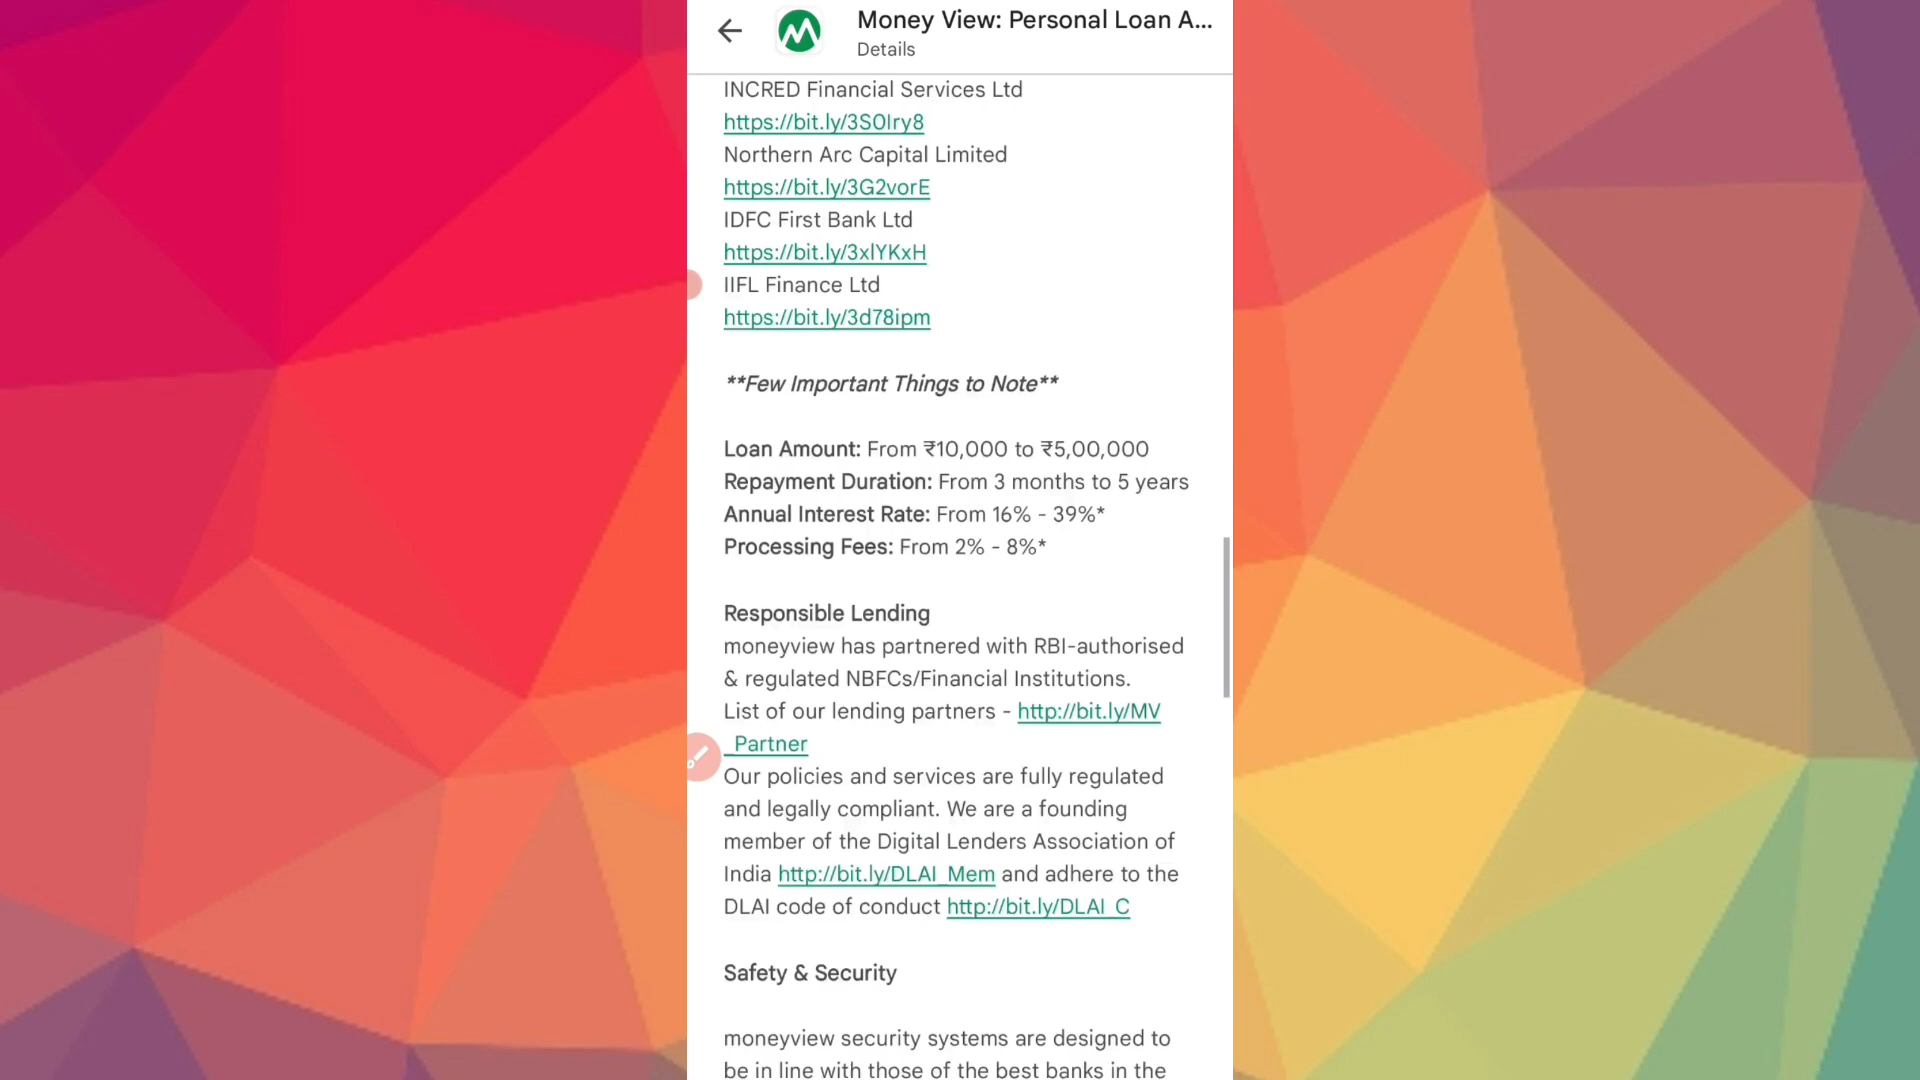 Money View: Personal Loan A...
Details
INCRED Financial Services Ltd
https://bit.ly/3S0Iry8
Northern Arc Capital Limited
https://bit.ly/3G2vorE
IDFC First Bank Ltd
https://bit.ly/3xlYKxH
IIFL Finance Ltd
https://bit.ly/3d78ipm
**Few Important Things to Note**
Loan Amount: From ₹10,000 to ₹5,00,000
Repayment Duration: From 3 months to 5 years
Annual Interest Rate: From 16% - 39%*
Processing Fees: From 2% - 8%*
Responsible Lending
moneyview has partnered with RBI-authorised
& regulated NBFCs/Financial Institutions.
List of our lending partners - http://bit.ly/MV
_Partner
Our policies and services are fully regulated
and legally compliant. We are a founding
member of the Digital Lenders Association of
India http://bit.ly/DLAI_Mem and adhere to the
DLAI code of conduct http://bit.ly/DLAI_C
Safety & Security
moneyview security systems are designed to
be in line with those of the best banks in the